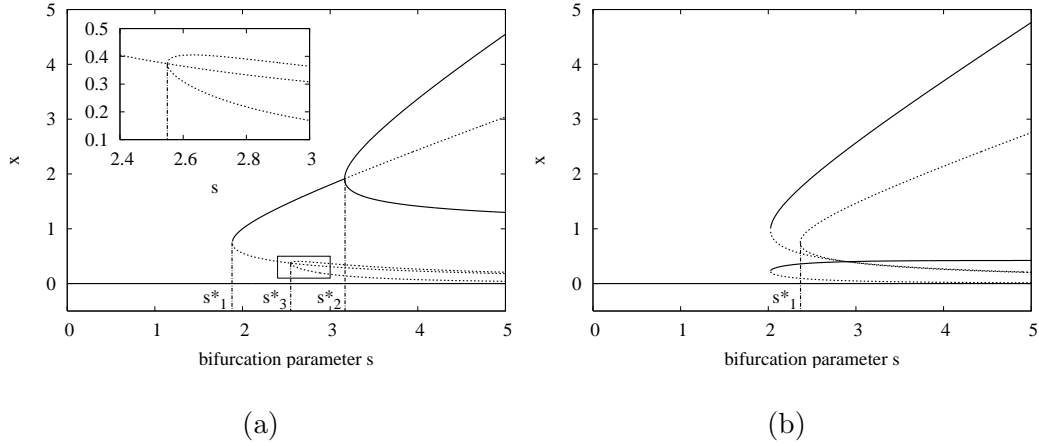 5
4
3
2
1
0
x
0.5
0.4
0.3
0.2
0.1
2.4 2.6 2.8 3
s
s*1 s*3 s*2
0 1 2 3 4 5
bifurcation parameter s
(a)
5
4
3
2
1
0
x
s*1
0 1 2 3 4 5
bifurcation parameter s
(b)